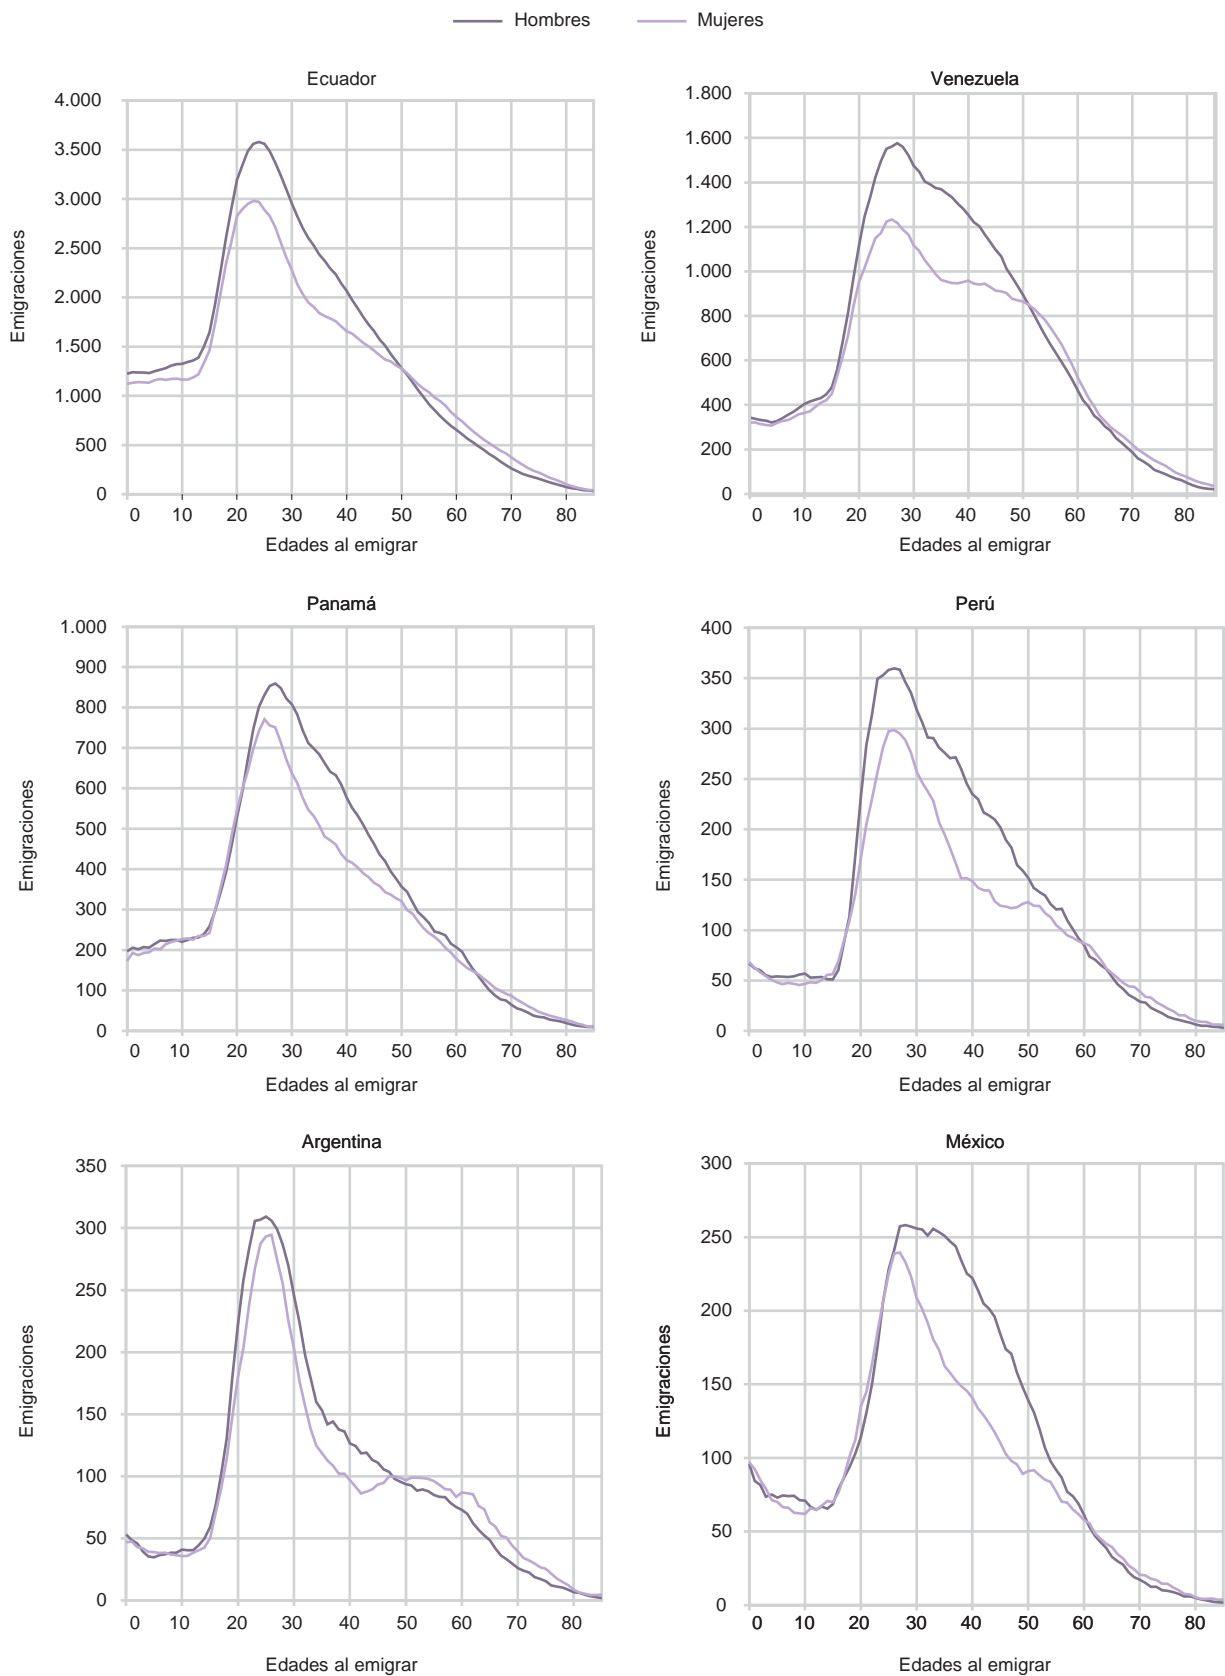 Hombres Mujeres
Ecuador
4.000
3.500
3.000
2.500
2.000
1.500
1.000
500
0
Emigraciones
0 10 20 30 40 50 60 70 80
Edades al emigrar
Venezuela
1.800
1.600
1.400
1.200
1.000
800
600
400
200
0
Emigraciones
0 10 20 30 40 50 60 70 80
Edades al emigrar
Panamá
1.000
900
800
700
600
500
400
300
200
100
0
Emigraciones
0 10 20 30 40 50 60 70 80
Edades al emigrar
Perú
400
350
300
250
200
150
100
50
0
Emigraciones
0 10 20 30 40 50 60 70 80
Edades al emigrar
Argentina
350
300
250
200
150
100
50
0
Emigraciones
0 10 20 30 40 50 60 70 80
Edades al emigrar
México
300
250
200
150
100
50
0
Emigraciones
0 10 20 30 40 50 60 70 80
Edades al emigrar